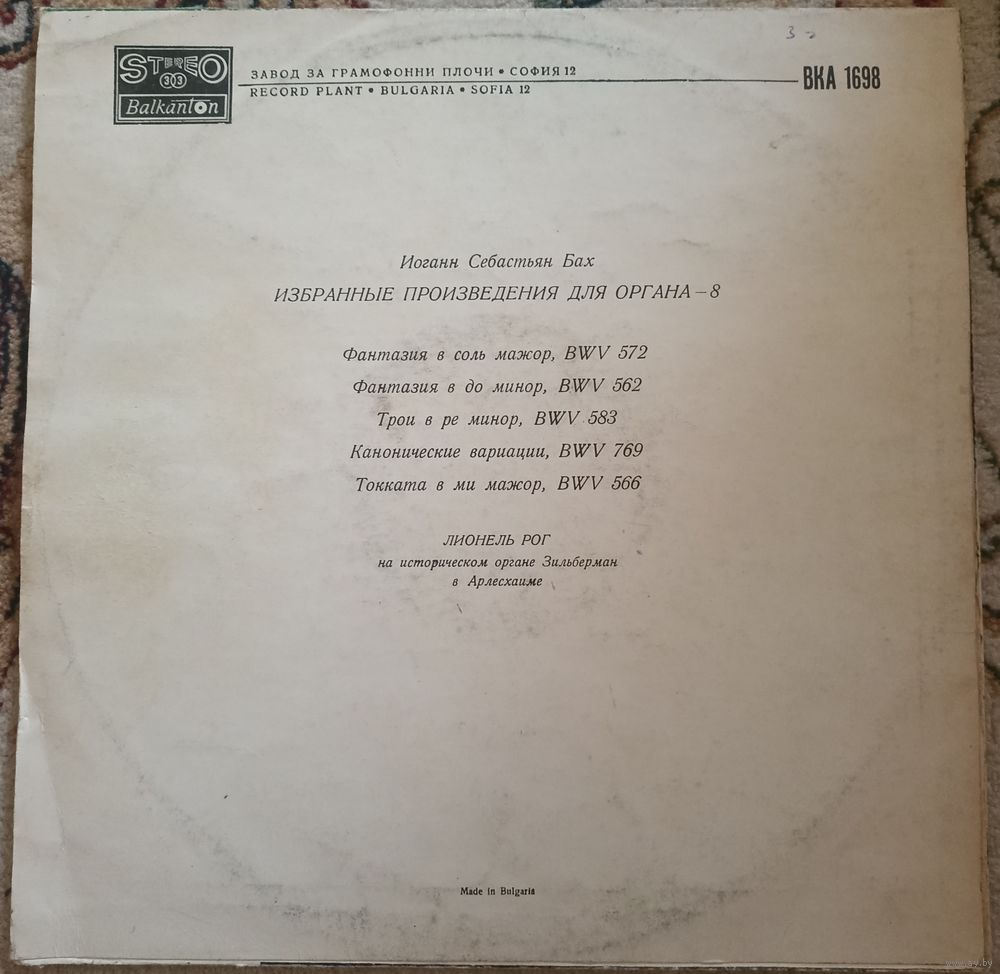 STEREO
303
Balkanton
ЗАВОД ЗА ГРАМОФОННИ ПЛОЧИ • СОФИЯ 12
RECORD PLANT • BULGARIA • SOFIA 12
ВКА 1698
Иоганн Себастьян Бах
ИЗБРАННЫЕ ПРОИЗВЕДЕНИЯ ДЛЯ ОРГАНА – 8
Фантазия в соль мажор, BWV 572
Фантазия в до минор, BWV 562
Трои в ре минор, BWV 583
Канонические вариации, BWV 769
Токката в ми мажор, BWV 566
ЛИОНЕЛЬ РОГ
на историческом органе Зильберман
в Арлесхаиме
Made in Bulgaria
www.ay.by